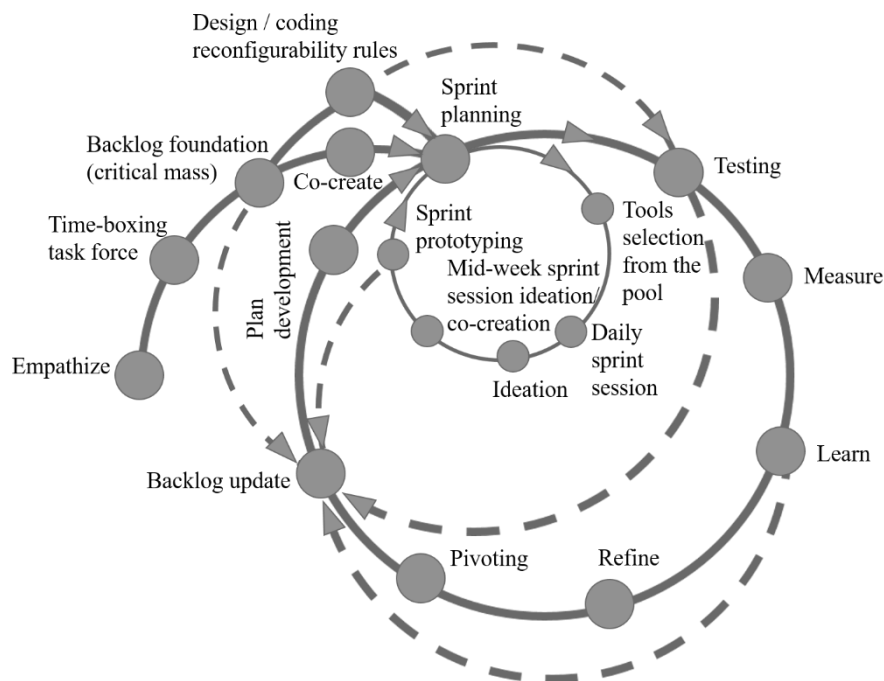 Design / coding
reconfigurability rules
Sprint
planning
Backlog foundation
(critical mass)
Co-create
Testing
Time-boxing
task force
Sprint
prototyping
Tools
selection
from the
pool
Plan
development
Mid-week sprint
session ideation/
co-creation
Measure
Daily
sprint
session
Ideation
Empathize
Learn
Backlog update
Pivoting
Refine